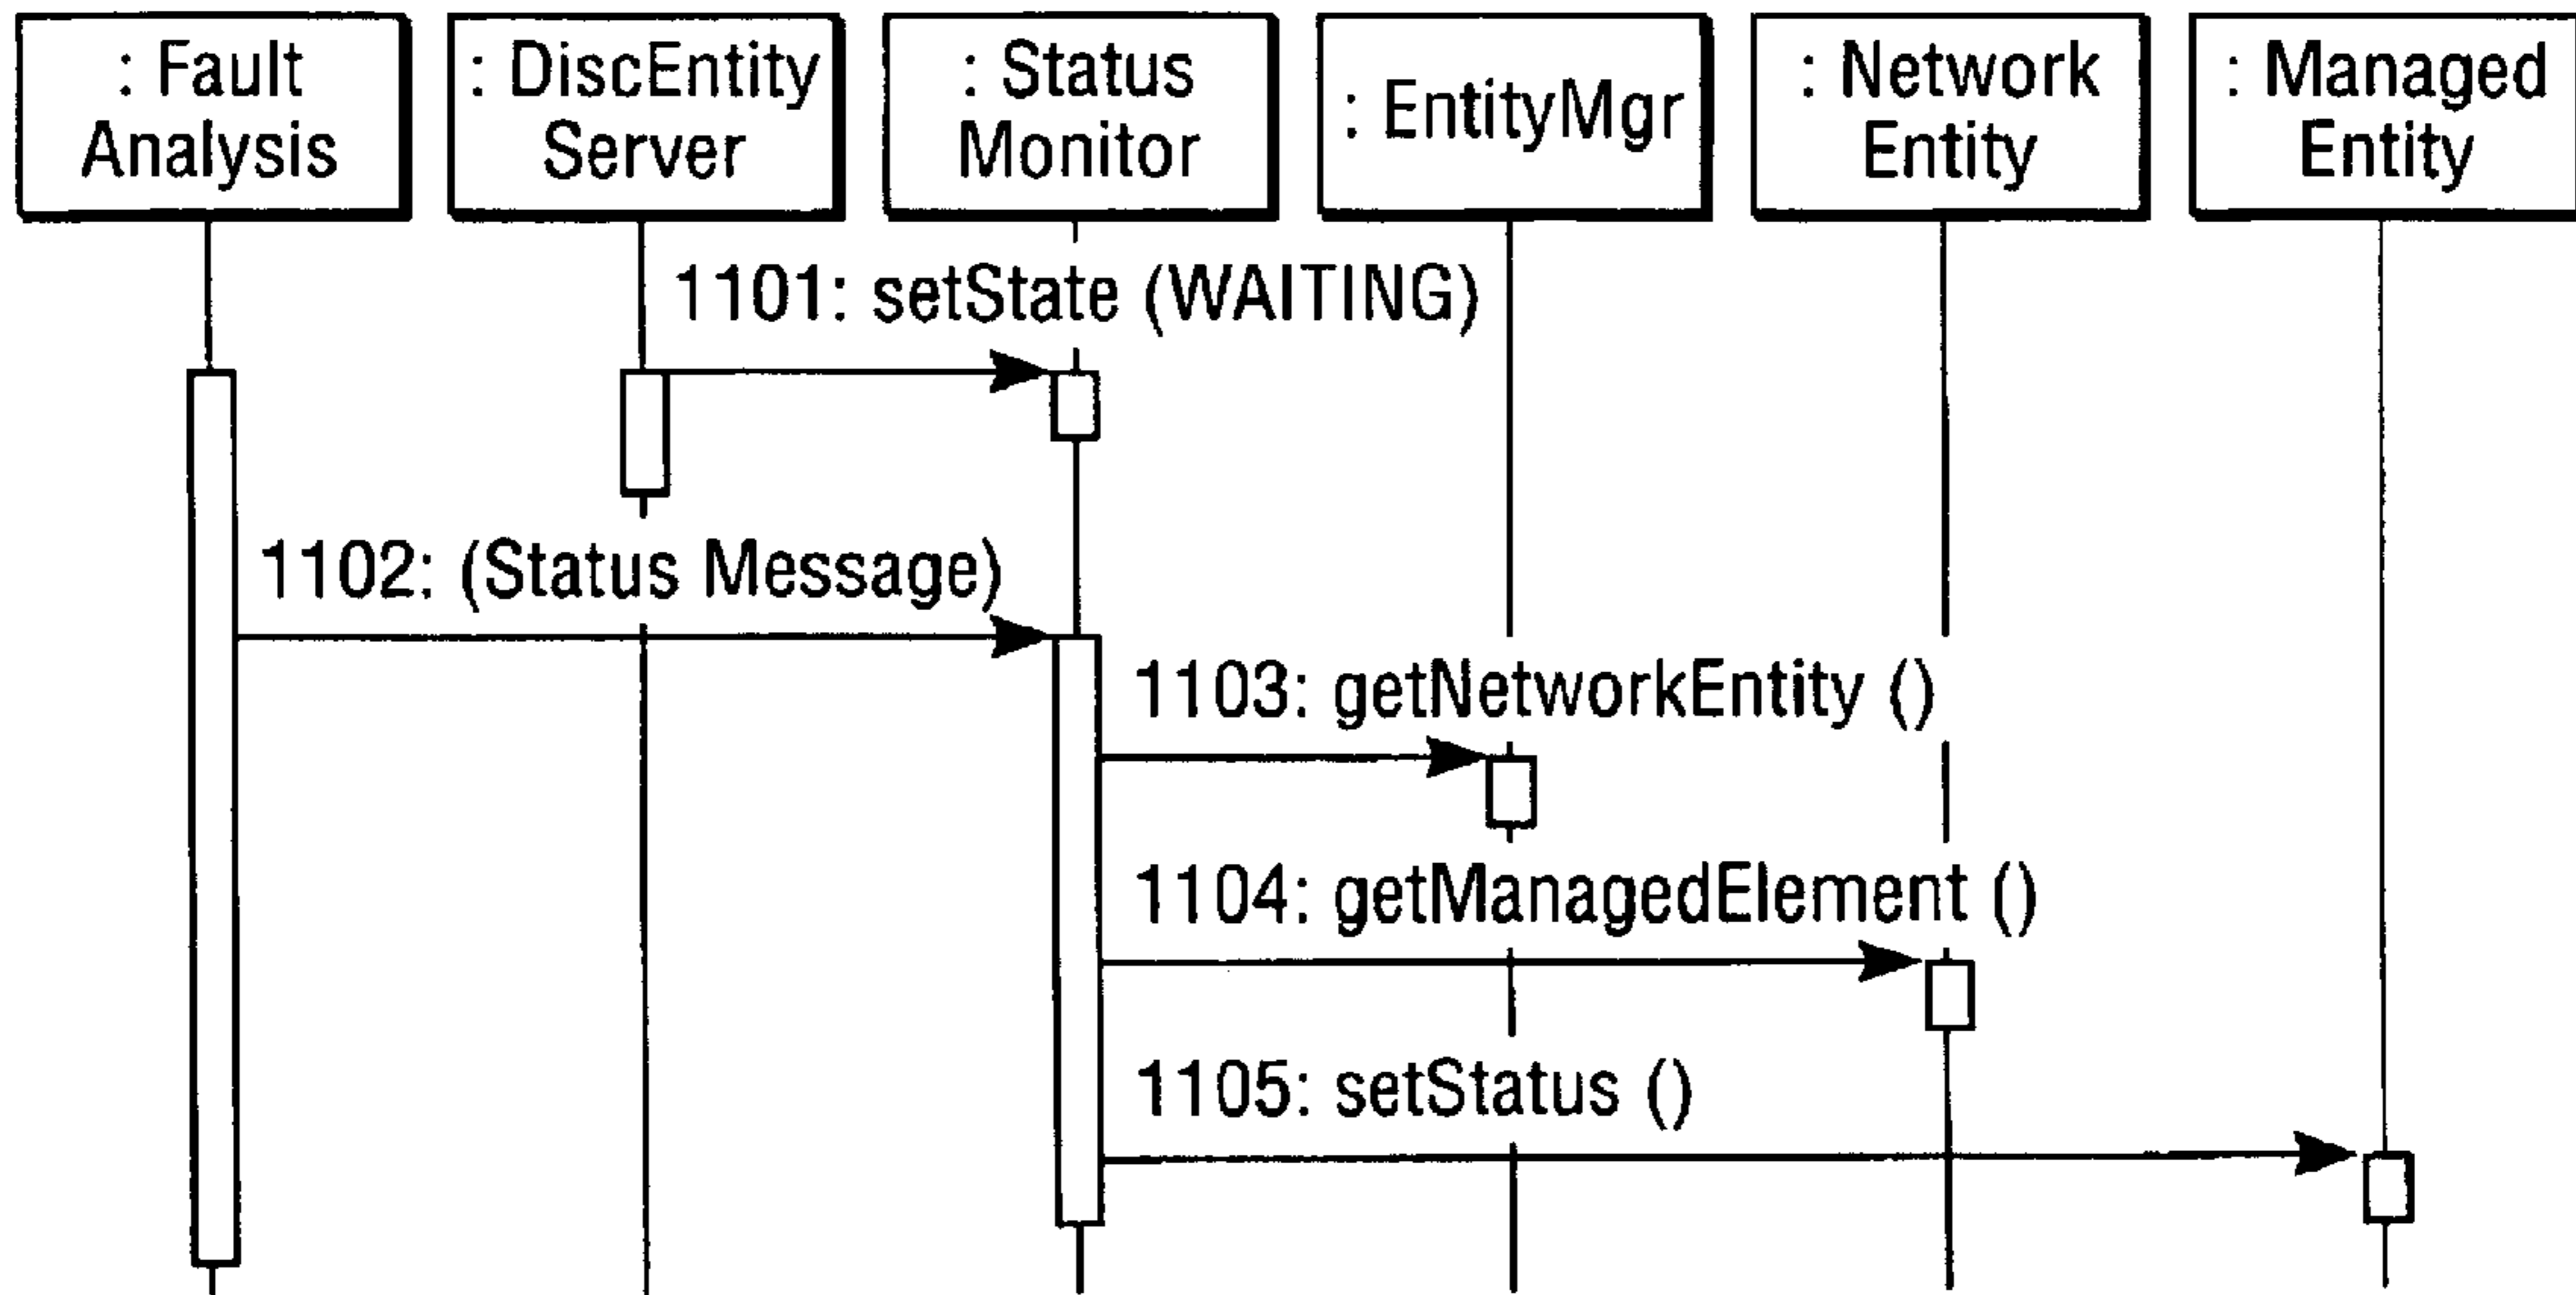 : Fault
Analysis
: DiscEntity
Server
: Status
Monitor
: EntityMgr
: Network
Entity
: Managed
Entity
1101: setState (WAITING)
1102: (Status Message)
1103: getNetworkEntity ()
1104: getManagedElement ()
1105: setStatus ()